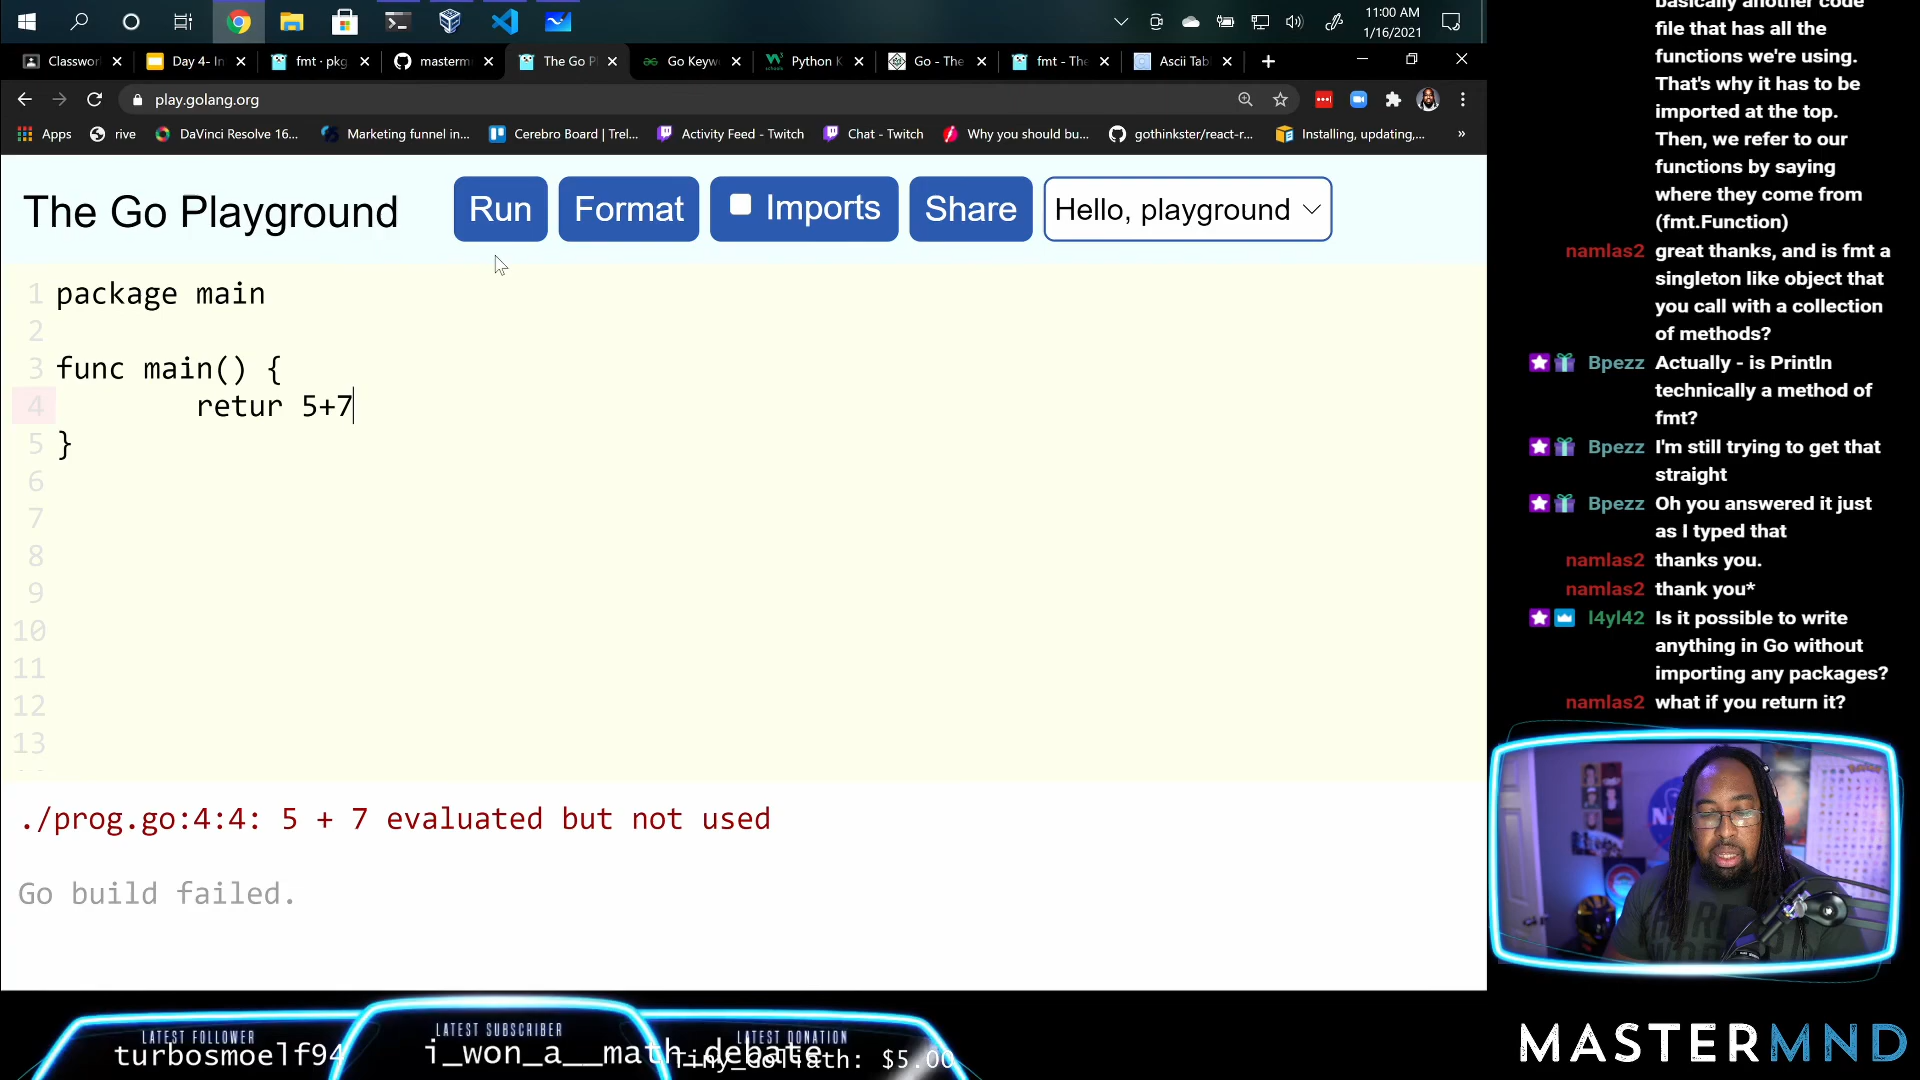 11:00 AM
1/16/2021
Classwor
Day 4- In
fmt · pkg
masterm
The Go P
Go Keyw
Python K
Go - The
fmt - The
Ascii Tab
play.golang.org
Apps
rive
DaVinci Resolve 16...
Marketing funnel in...
Cerebro Board | Trel...
Activity Feed - Twitch
Chat - Twitch
Why you should bu...
gothinkster/react-r...
Installing, updating,...
»
The Go Playground
Run
Format
Imports
Share
Hello, playground
1 package main
2
3 func main() {
4 retur 5+7
5 }
6
7
8
9
10
11
12
13
./prog.go:4:4: 5 + 7 evaluated but not used
Go build failed.
basically another code
file that has all the
functions we're using.
That's why it has to be
imported at the top.
Then, we refer to our
functions by saying
where they come from
(fmt.Function)
namlas2 great thanks, and is fmt a
singleton like object that
you call with a collection
of methods?
Bpezz Actually - is Println
technically a method of
fmt?
Bpezz I'm still trying to get that
straight
Bpezz Oh you answered it just
as I typed that
namlas2 thanks you.
namlas2 thank you*
l4yl42 Is it possible to write
anything in Go without
importing any packages?
namlas2 what if you return it?
LATEST FOLLOWER
turbosmoelf94
LATEST SUBSCRIBER
i_won_a__math_debate
LATEST DONATION
Tiny_Goliath: $5.00
MASTERMND